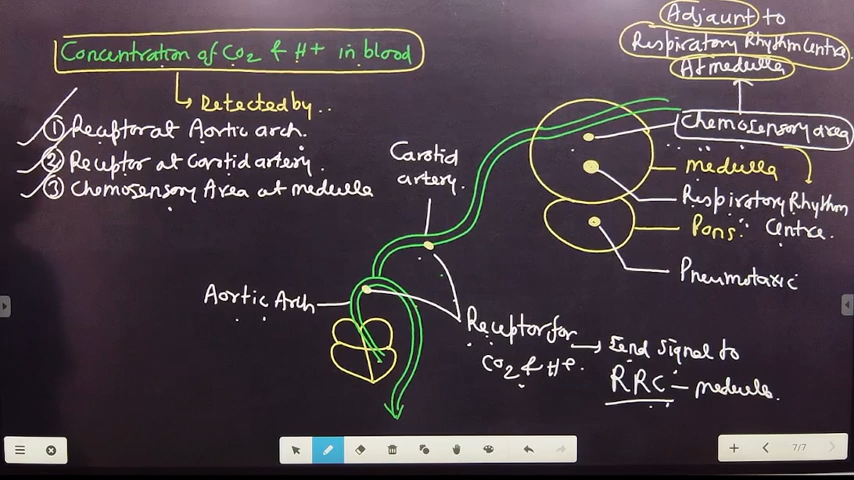 Concentration of CO2 & H+ in blood
Detected by..
① Receptor at Aortic arch.
② Receptor at Carotid artery.
③ Chemosensory Area at medulla
Carotid
artery.
Aortic Arch
Receptor for
CO2 & H+.
Send signal to
RRC - medulla
Adjaunt to
Respiratory Rhythm Centre
At medulla
Chemosensory area
medulla
Respiratory Rhythm
Centre.
Pons
Pneumotaxic
7/7